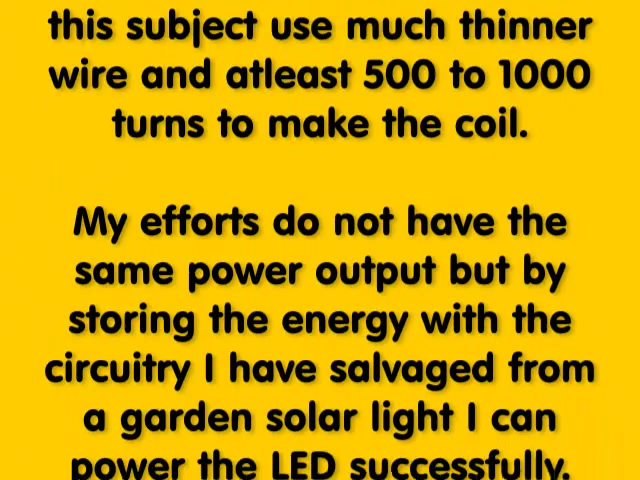 this subject use much thinner
wire and atleast 500 to 1000
turns to make the coil.
My efforts do not have the
same power output but by
storing the energy with the
circuitry I have salvaged from
a garden solar light I can
power the LED successfully.